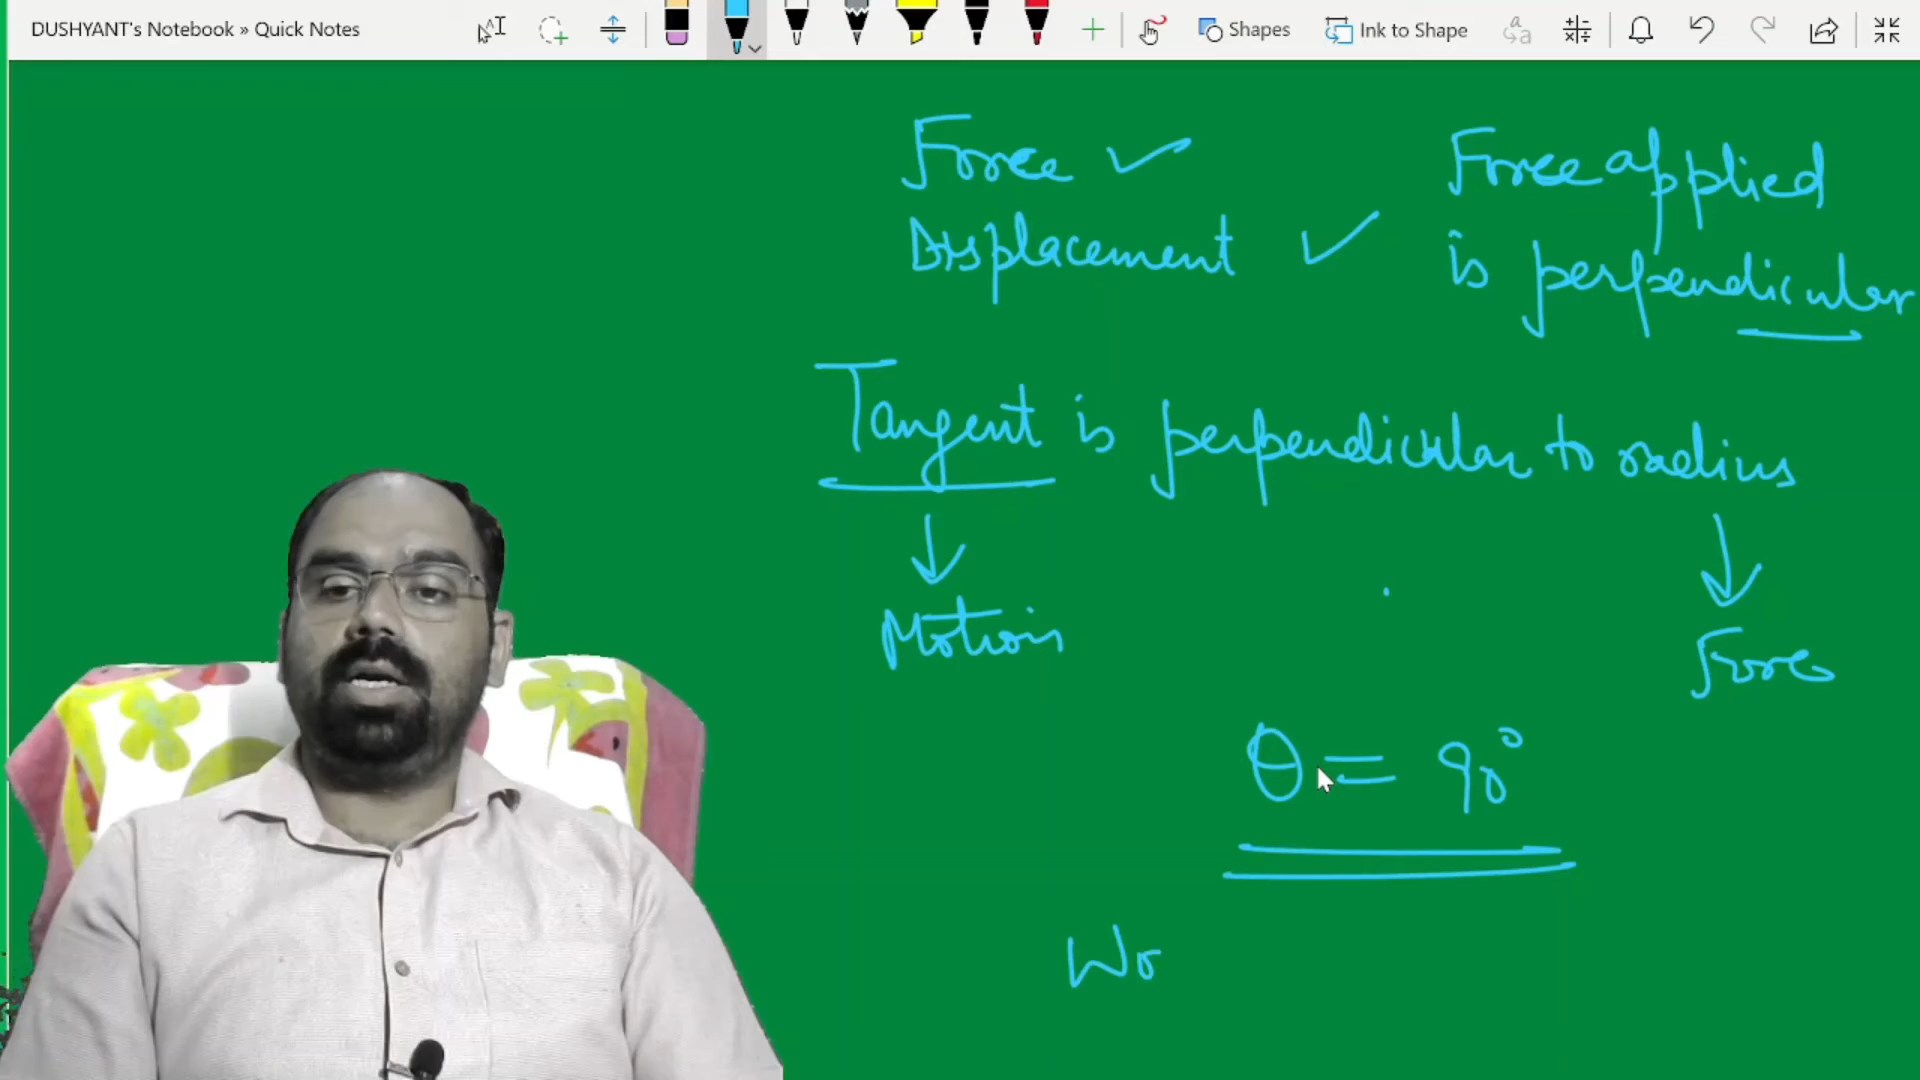 DUSHYANT's Notebook » Quick Notes
Shapes
Ink to Shape
Force ✓
Displacement ✓
Force applied
is perpendicular
Tangent is perpendicular to radius
↓ ↓
Motion
Force
θ = 90°
Wo